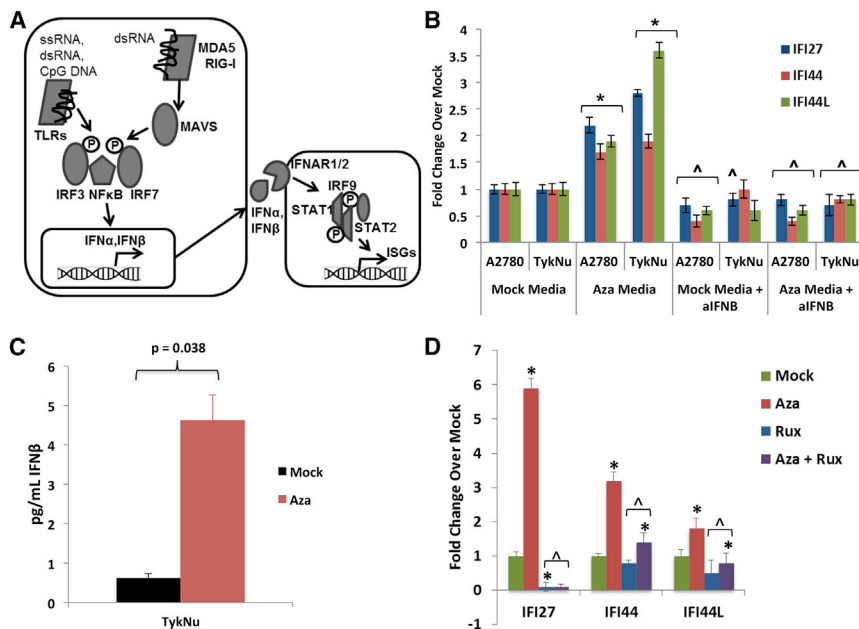 A
ssRNA,
dsRNA,
CpG DNA
dsRNA
MDA5
RIG-I
TLRs
P
P
MAVS
IRF3 NFκB IRF7
IFNα,IFNβ
IFNα,
IFNβ
IFNAR1/2
IRF9
P
STAT1
STAT2
P
ISGs
B
Fold Change Over Mock
4
3.5
3
2.5
2
1.5
1
0.5
0
*
*
^
^
^
^
IFI27
IFI44
IFI44L
A2780 TykNu A2780 TykNu A2780 TykNu A2780 TykNu
Mock Media
Aza Media
Mock Media +
aIFNB
Aza Media +
aIFNB
C
p = 0.038
pg/mL IFNβ
6
5
4
3
2
1
0
Mock
Aza
TykNu
D
Fold Change Over Mock
7
6
5
4
3
2
1
0
-1
*
*
^
*
^
*
*
^
*
Mock
Aza
Rux
Aza + Rux
IFI27 IFI44 IFI44L